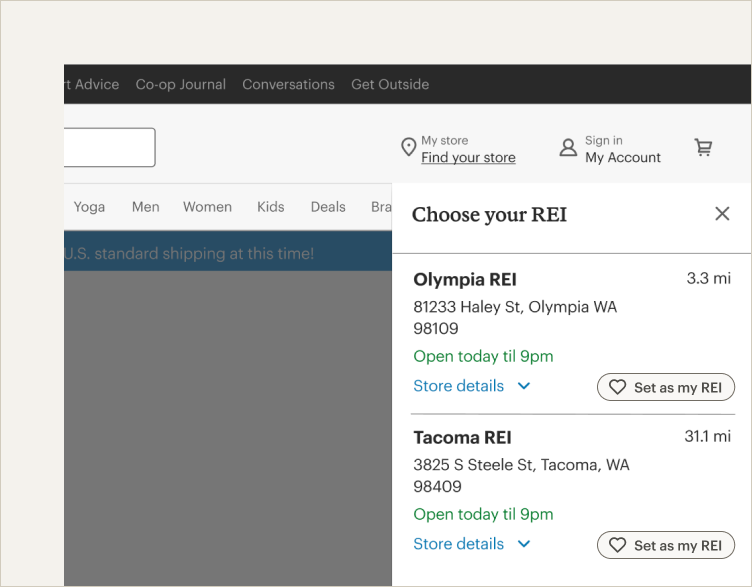 rt Advice Co-op Journal Conversations Get Outside
My store
Find your store
Sign in
My Account
Yoga Men Women Kids Deals Bra
U.S. standard shipping at this time!
Choose your REI
Olympia REI 3.3 mi
81233 Haley St, Olympia WA
98109
Open today til 9pm
Store details Set as my REI
Tacoma REI 31.1 mi
3825 S Steele St, Tacoma, WA
98409
Open today til 9pm
Store details Set as my REI